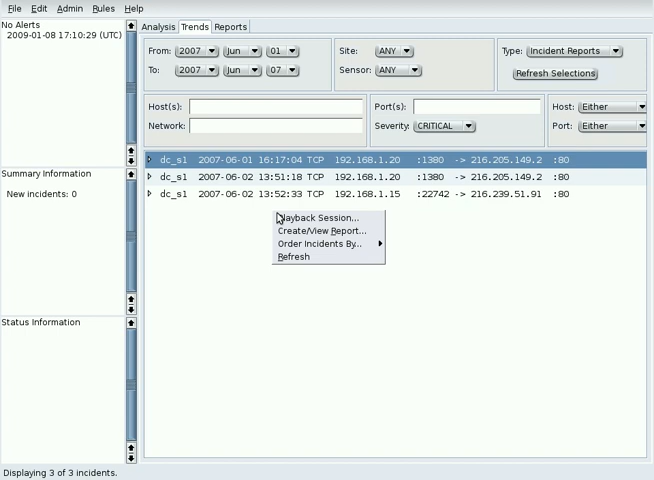 File Edit Admin Rules Help
No Alerts
2009-01-08 17:10:29 (UTC)
Analysis Trends Reports
From: 2007 Jun 01
To: 2007 Jun 07
Site: ANY
Sensor: ANY
Type: Incident Reports
Refresh Selections
Host(s):
Network:
Port(s):
Severity: CRITICAL
Host: Either
Port: Either
dc_s1 2007-06-01 16:17:04 TCP 192.168.1.20 :1380 -> 216.205.149.2 :80
dc_s1 2007-06-02 13:51:18 TCP 192.168.1.20 :1380 -> 216.205.149.2 :80
dc_s1 2007-06-02 13:52:33 TCP 192.168.1.15 :22742 -> 216.239.51.91 :80
Summary Information
New incidents: 0
Playback Session...
Create/View Report...
Order Incidents By...
Refresh
Status Information
Displaying 3 of 3 incidents.